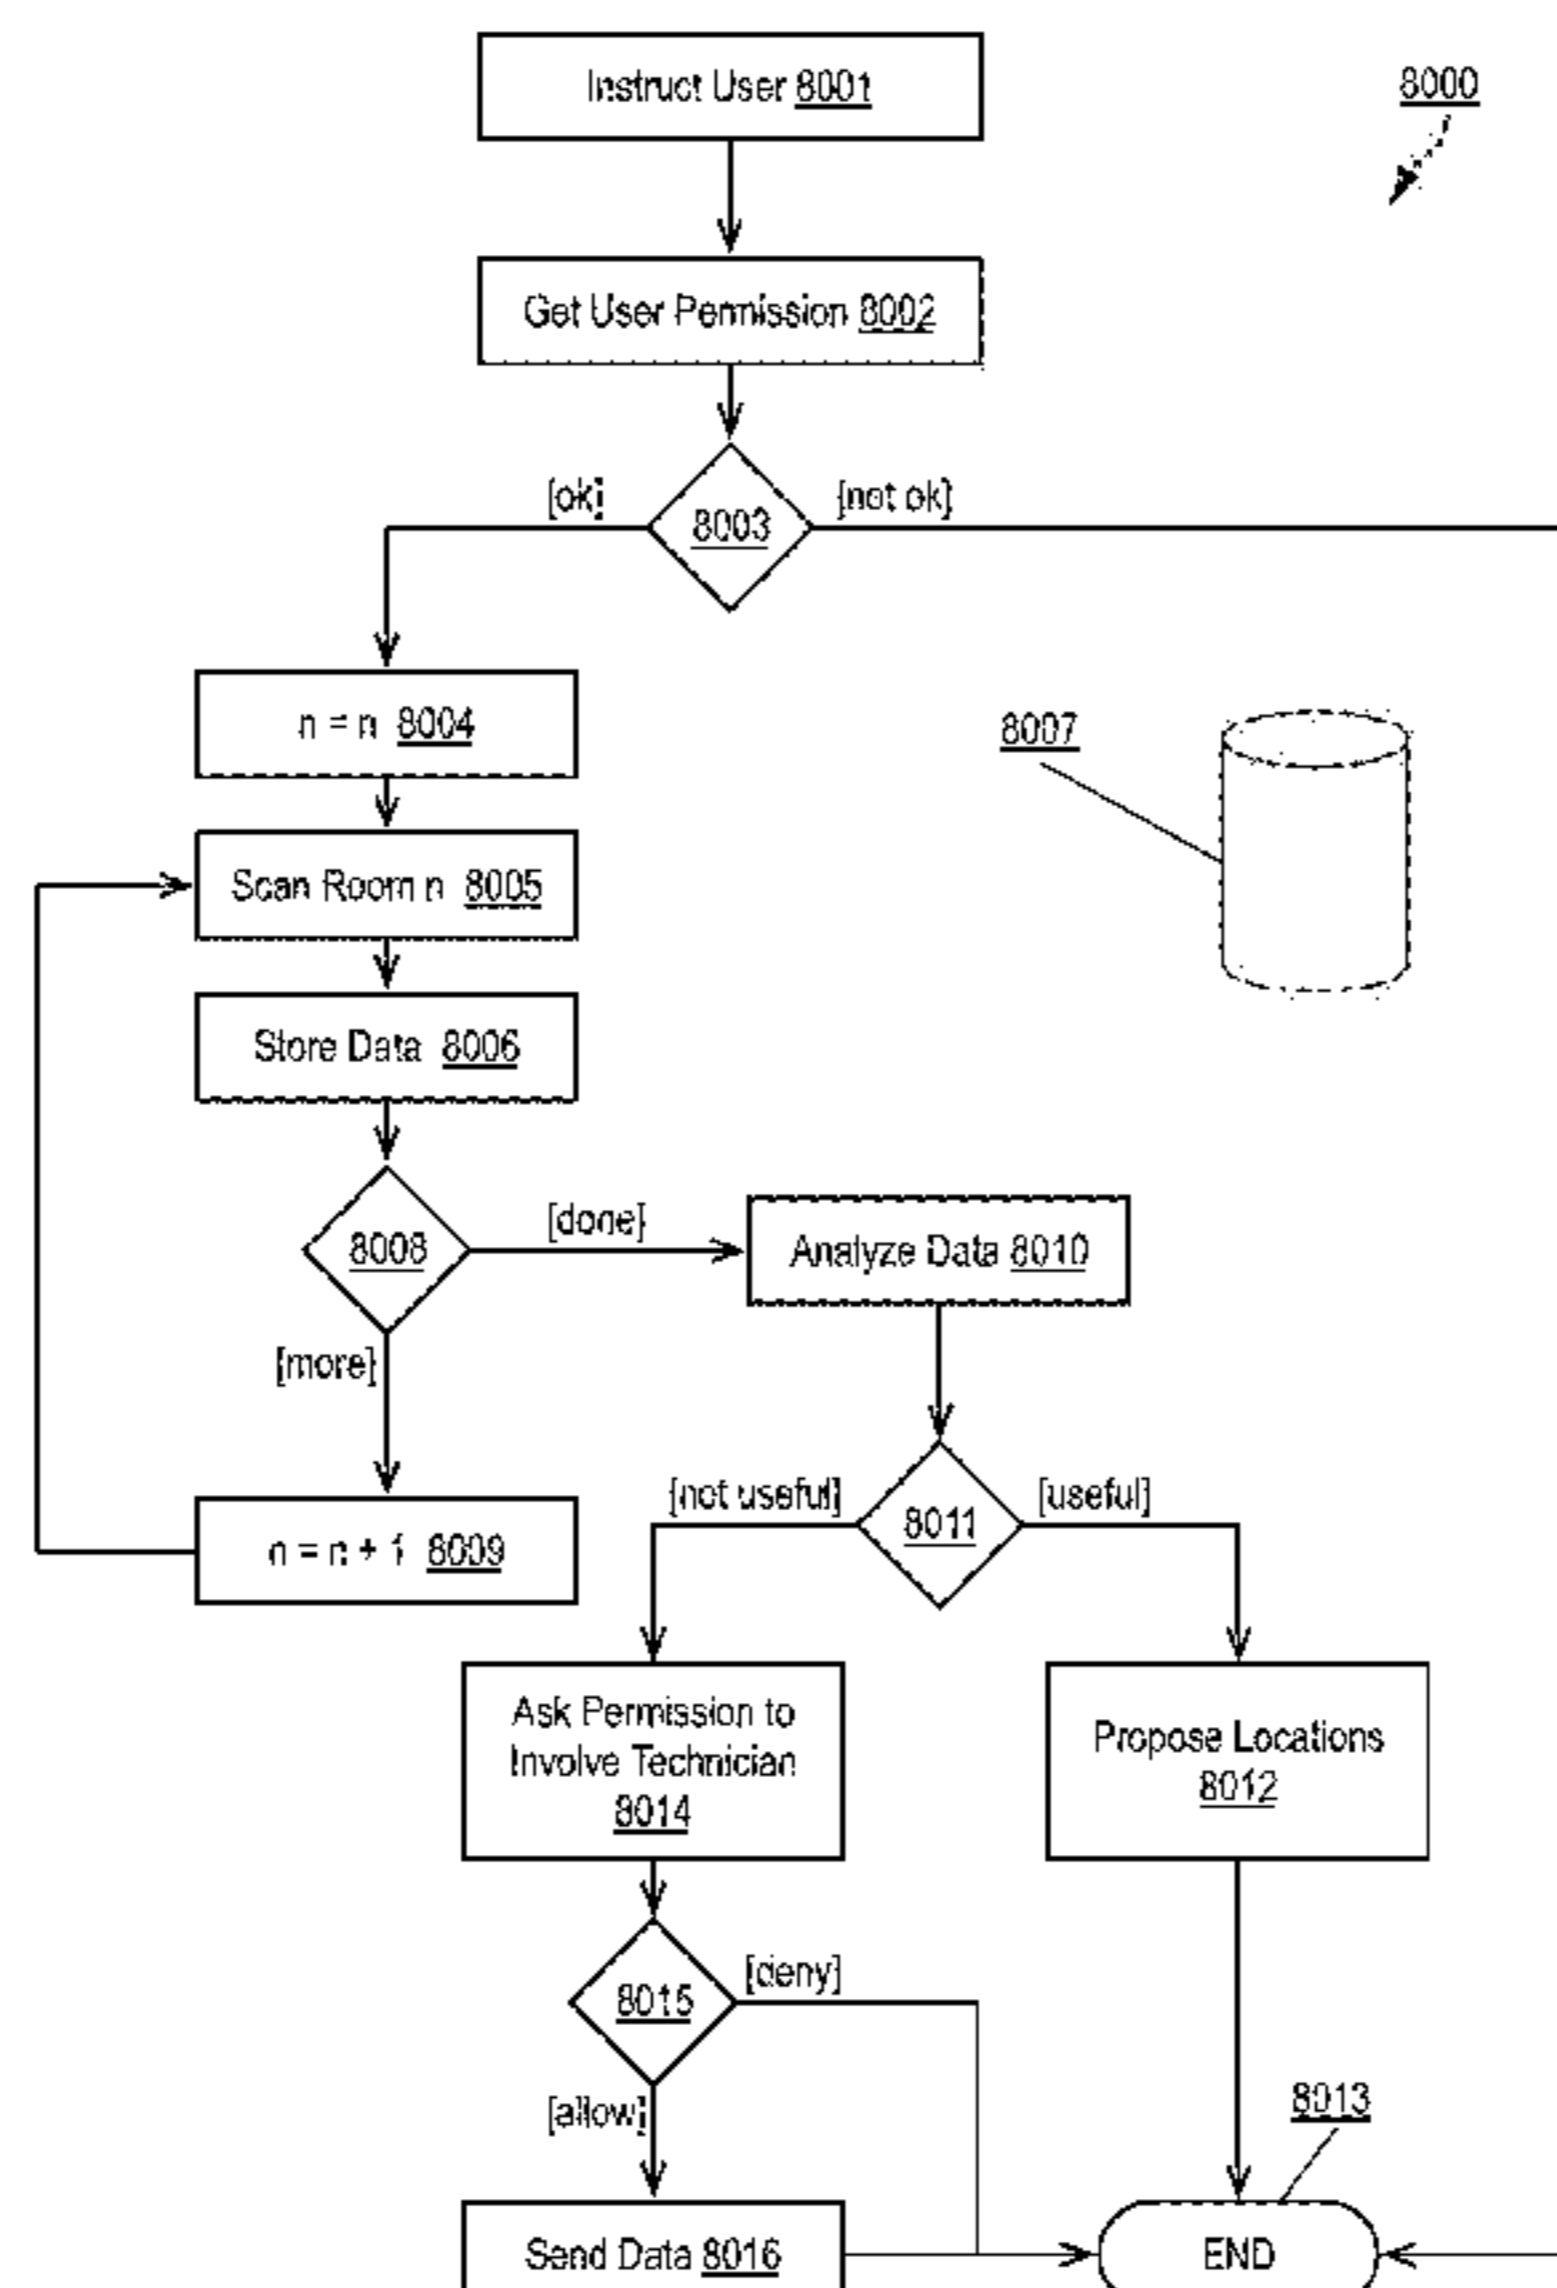 Instruct User 8001
8000
Get User Permission 8002
[ok]
[not ok]
8003
n = n 8004
8007
Scan Room n 8005
Store Data 8006
8008
[done]
Analyze Data 8010
[more]
[not useful]
[useful]
8011
n = n + 1 8009
Ask Permission to
Involve Technician
8014
Propose Locations
8012
8015
[deny]
[allow]
8013
Send Data 8016
END